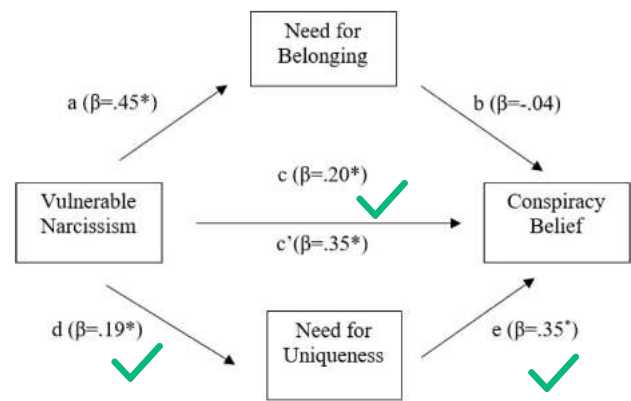 Need for
Belonging
a (β=.45*)
b (β=-.04)
c (β=.20*)
Vulnerable
Narcissism
Conspiracy
Belief
c’(β=.35*)
d (β=.19*)
Need for
Uniqueness
e (β=.35*)